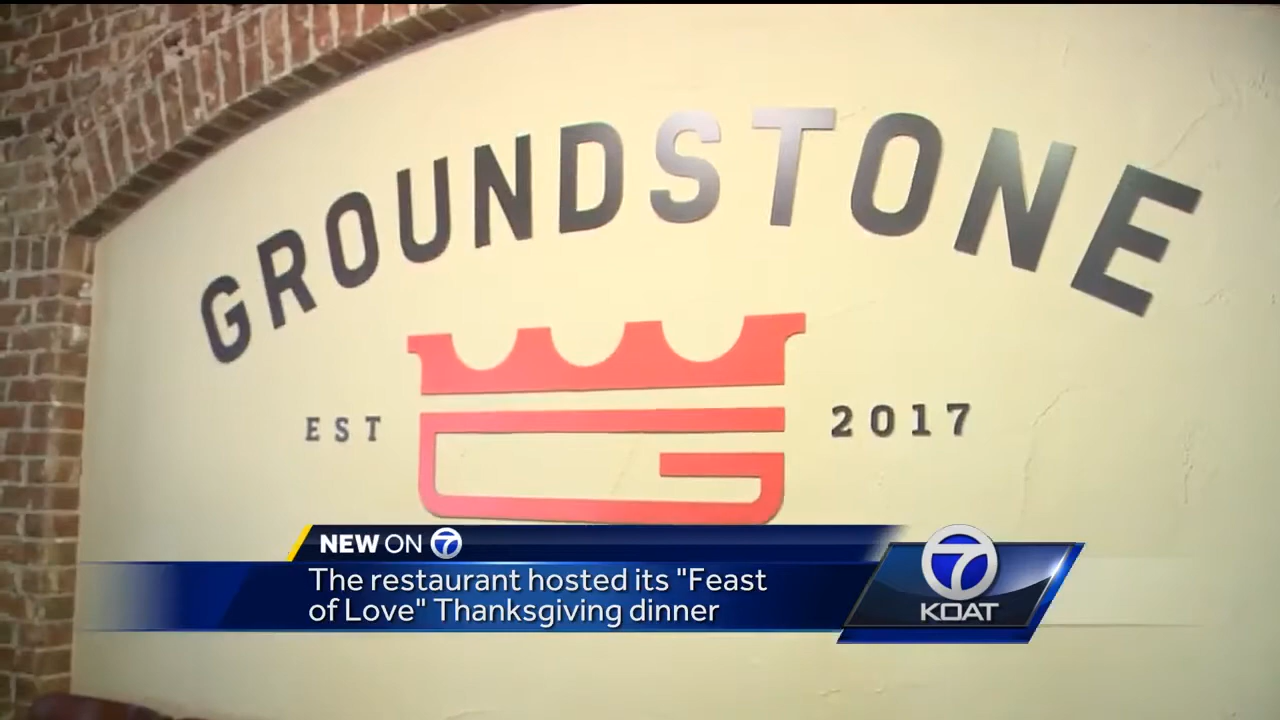 GROUNDSTONE
EST 2017
NEW ON 7
The restaurant hosted its "Feast
of Love" Thanksgiving dinner
7
KOAT